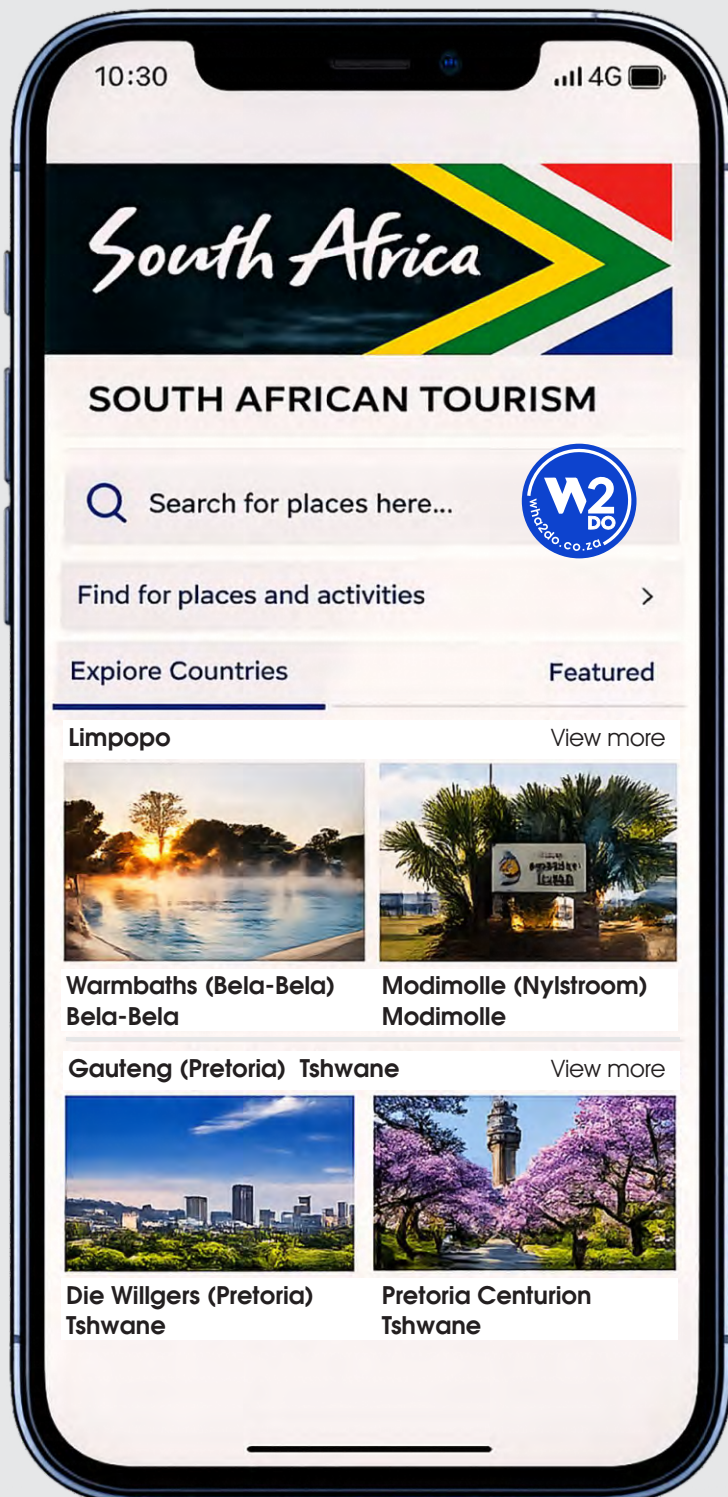 10:30
4G
South Africa
SOUTH AFRICAN TOURISM
Search for places here...
W2
DO
wha2do.co.za
Find for places and activities
Explore Countries Featured
Limpopo View more
Warmbaths (Bela-Bela)
Bela-Bela
Modimolle (Nylstroom)
Modimolle
Gauteng (Pretoria) Tshwane View more
Die Willgers (Pretoria)
Tshwane
Pretoria Centurion
Tshwane